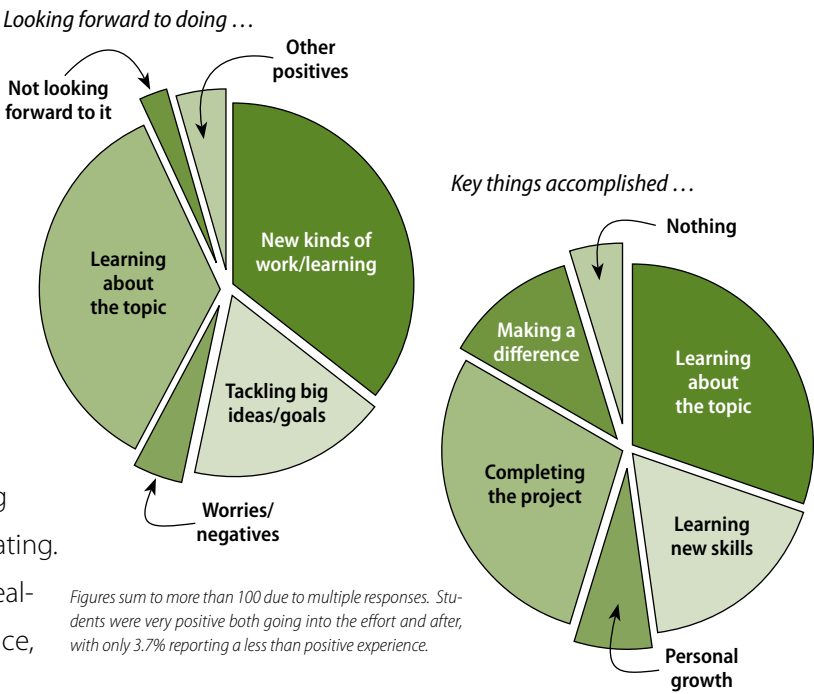 Looking forward to doing …
Other
positives
Not looking
forward to it
New kinds of
work/learning
Learning
about
the topic
Tackling big
ideas/goals
Worries/
negatives
Key things accomplished …
Nothing
Making a
difference
Learning
about
the topic
Completing
the project
Learning
new skills
Personal
growth
g
ating.
eal-
ce,
Figures sum to more than 100 due to multiple responses. Stu-
dents were very positive both going into the effort and after,
with only 3.7% reporting a less than positive experience.